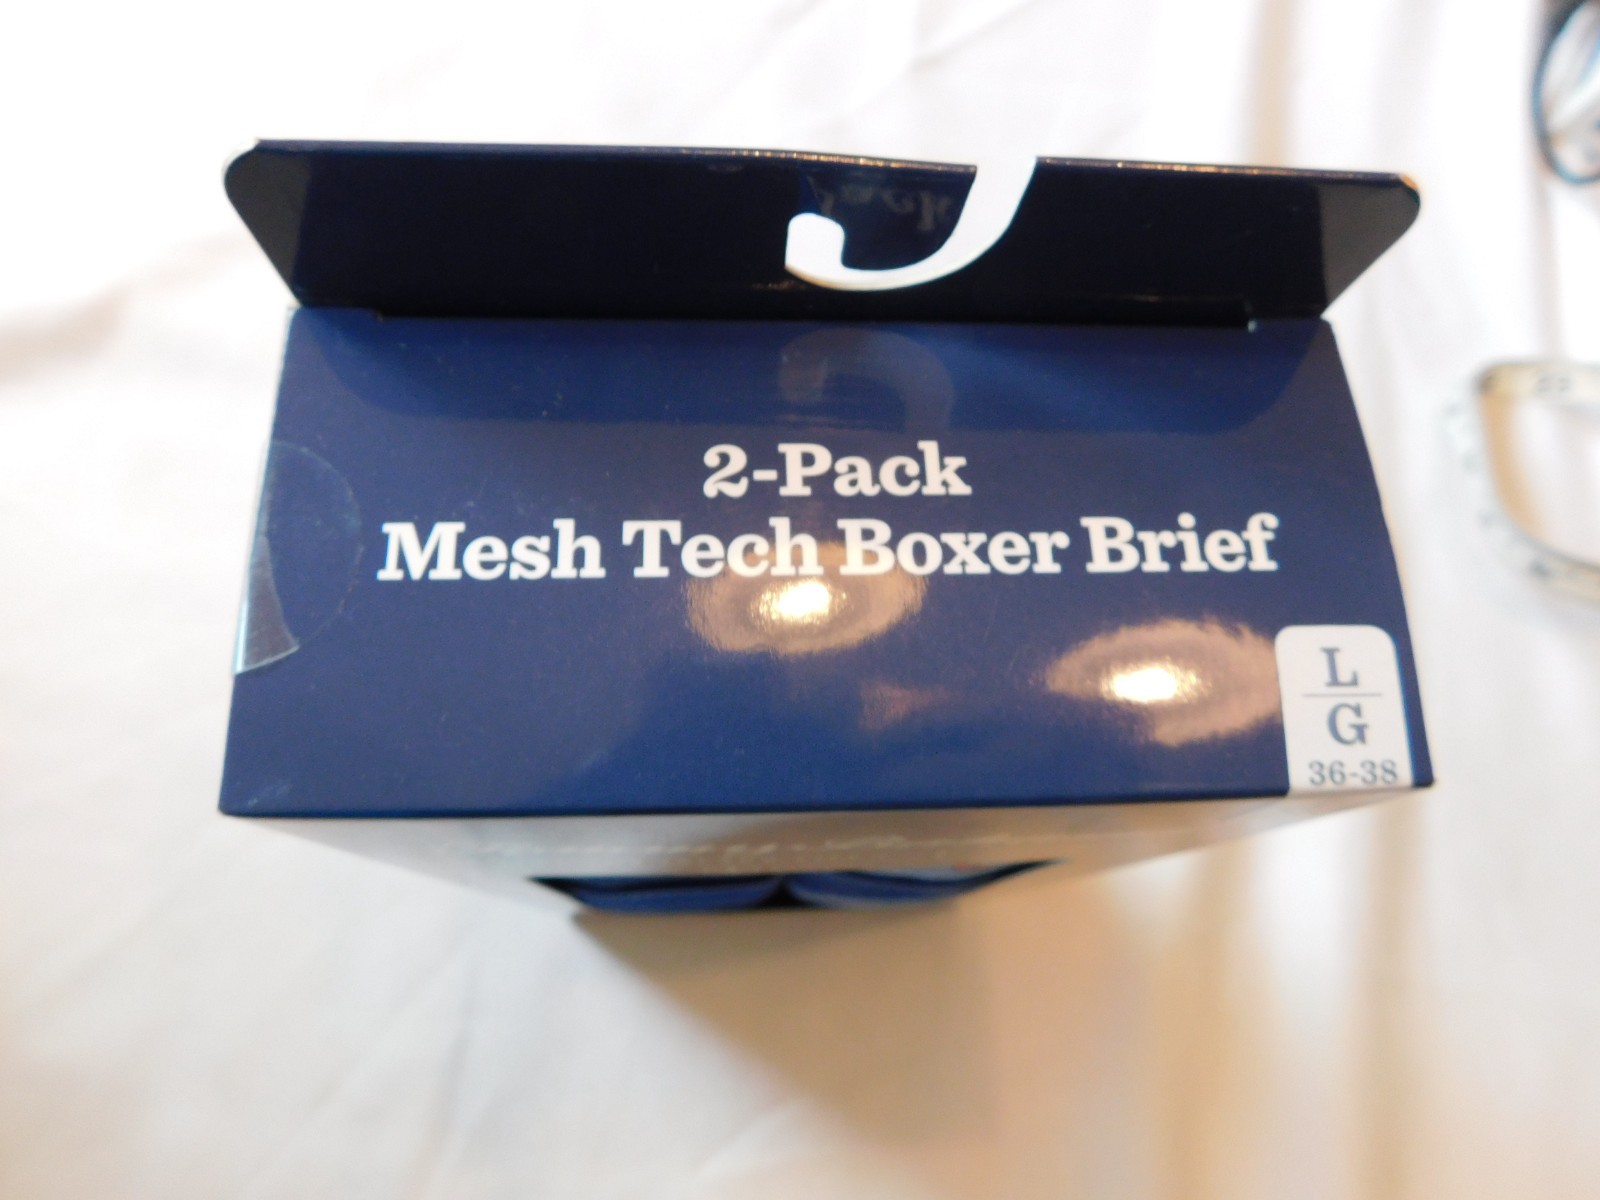 2-Pack
Mesh Tech Boxer Brief
L
G
36-38